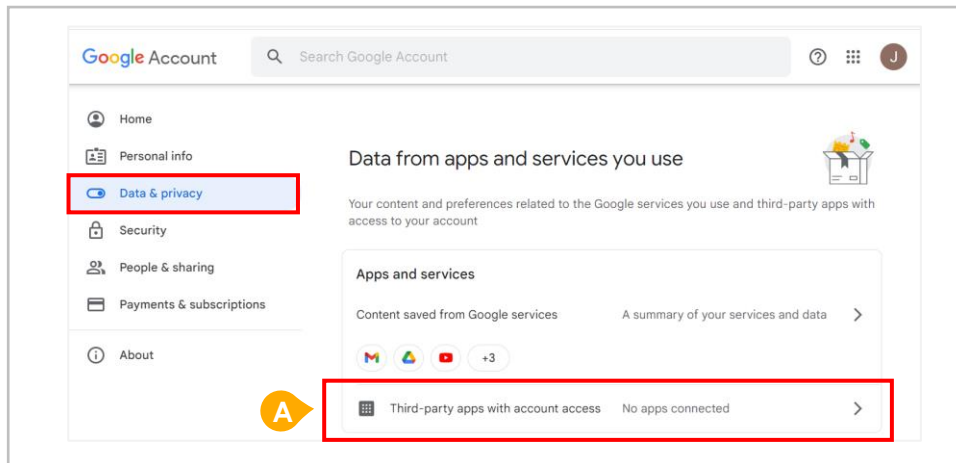 Google Account
Search Google Account
J
Home
Personal info
Data & privacy
Security
People & sharing
Payments & subscriptions
About
Data from apps and services you use
Your content and preferences related to the Google services you use and third-party apps with
access to your account
Apps and services
Content saved from Google services A summary of your services and data
+3
A
Third-party apps with account access No apps connected